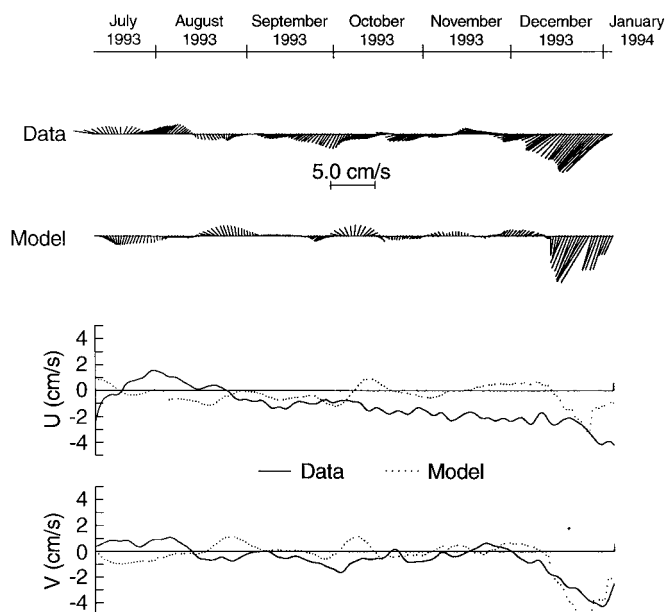 July August September October November December January
1993 1993 1993 1993 1993 1993 1994
Data
5.0 cm/s
Model
4
2
0
-2
-4
U (cm/s)
Data Model
4
2
0
-2
-4
V (cm/s)